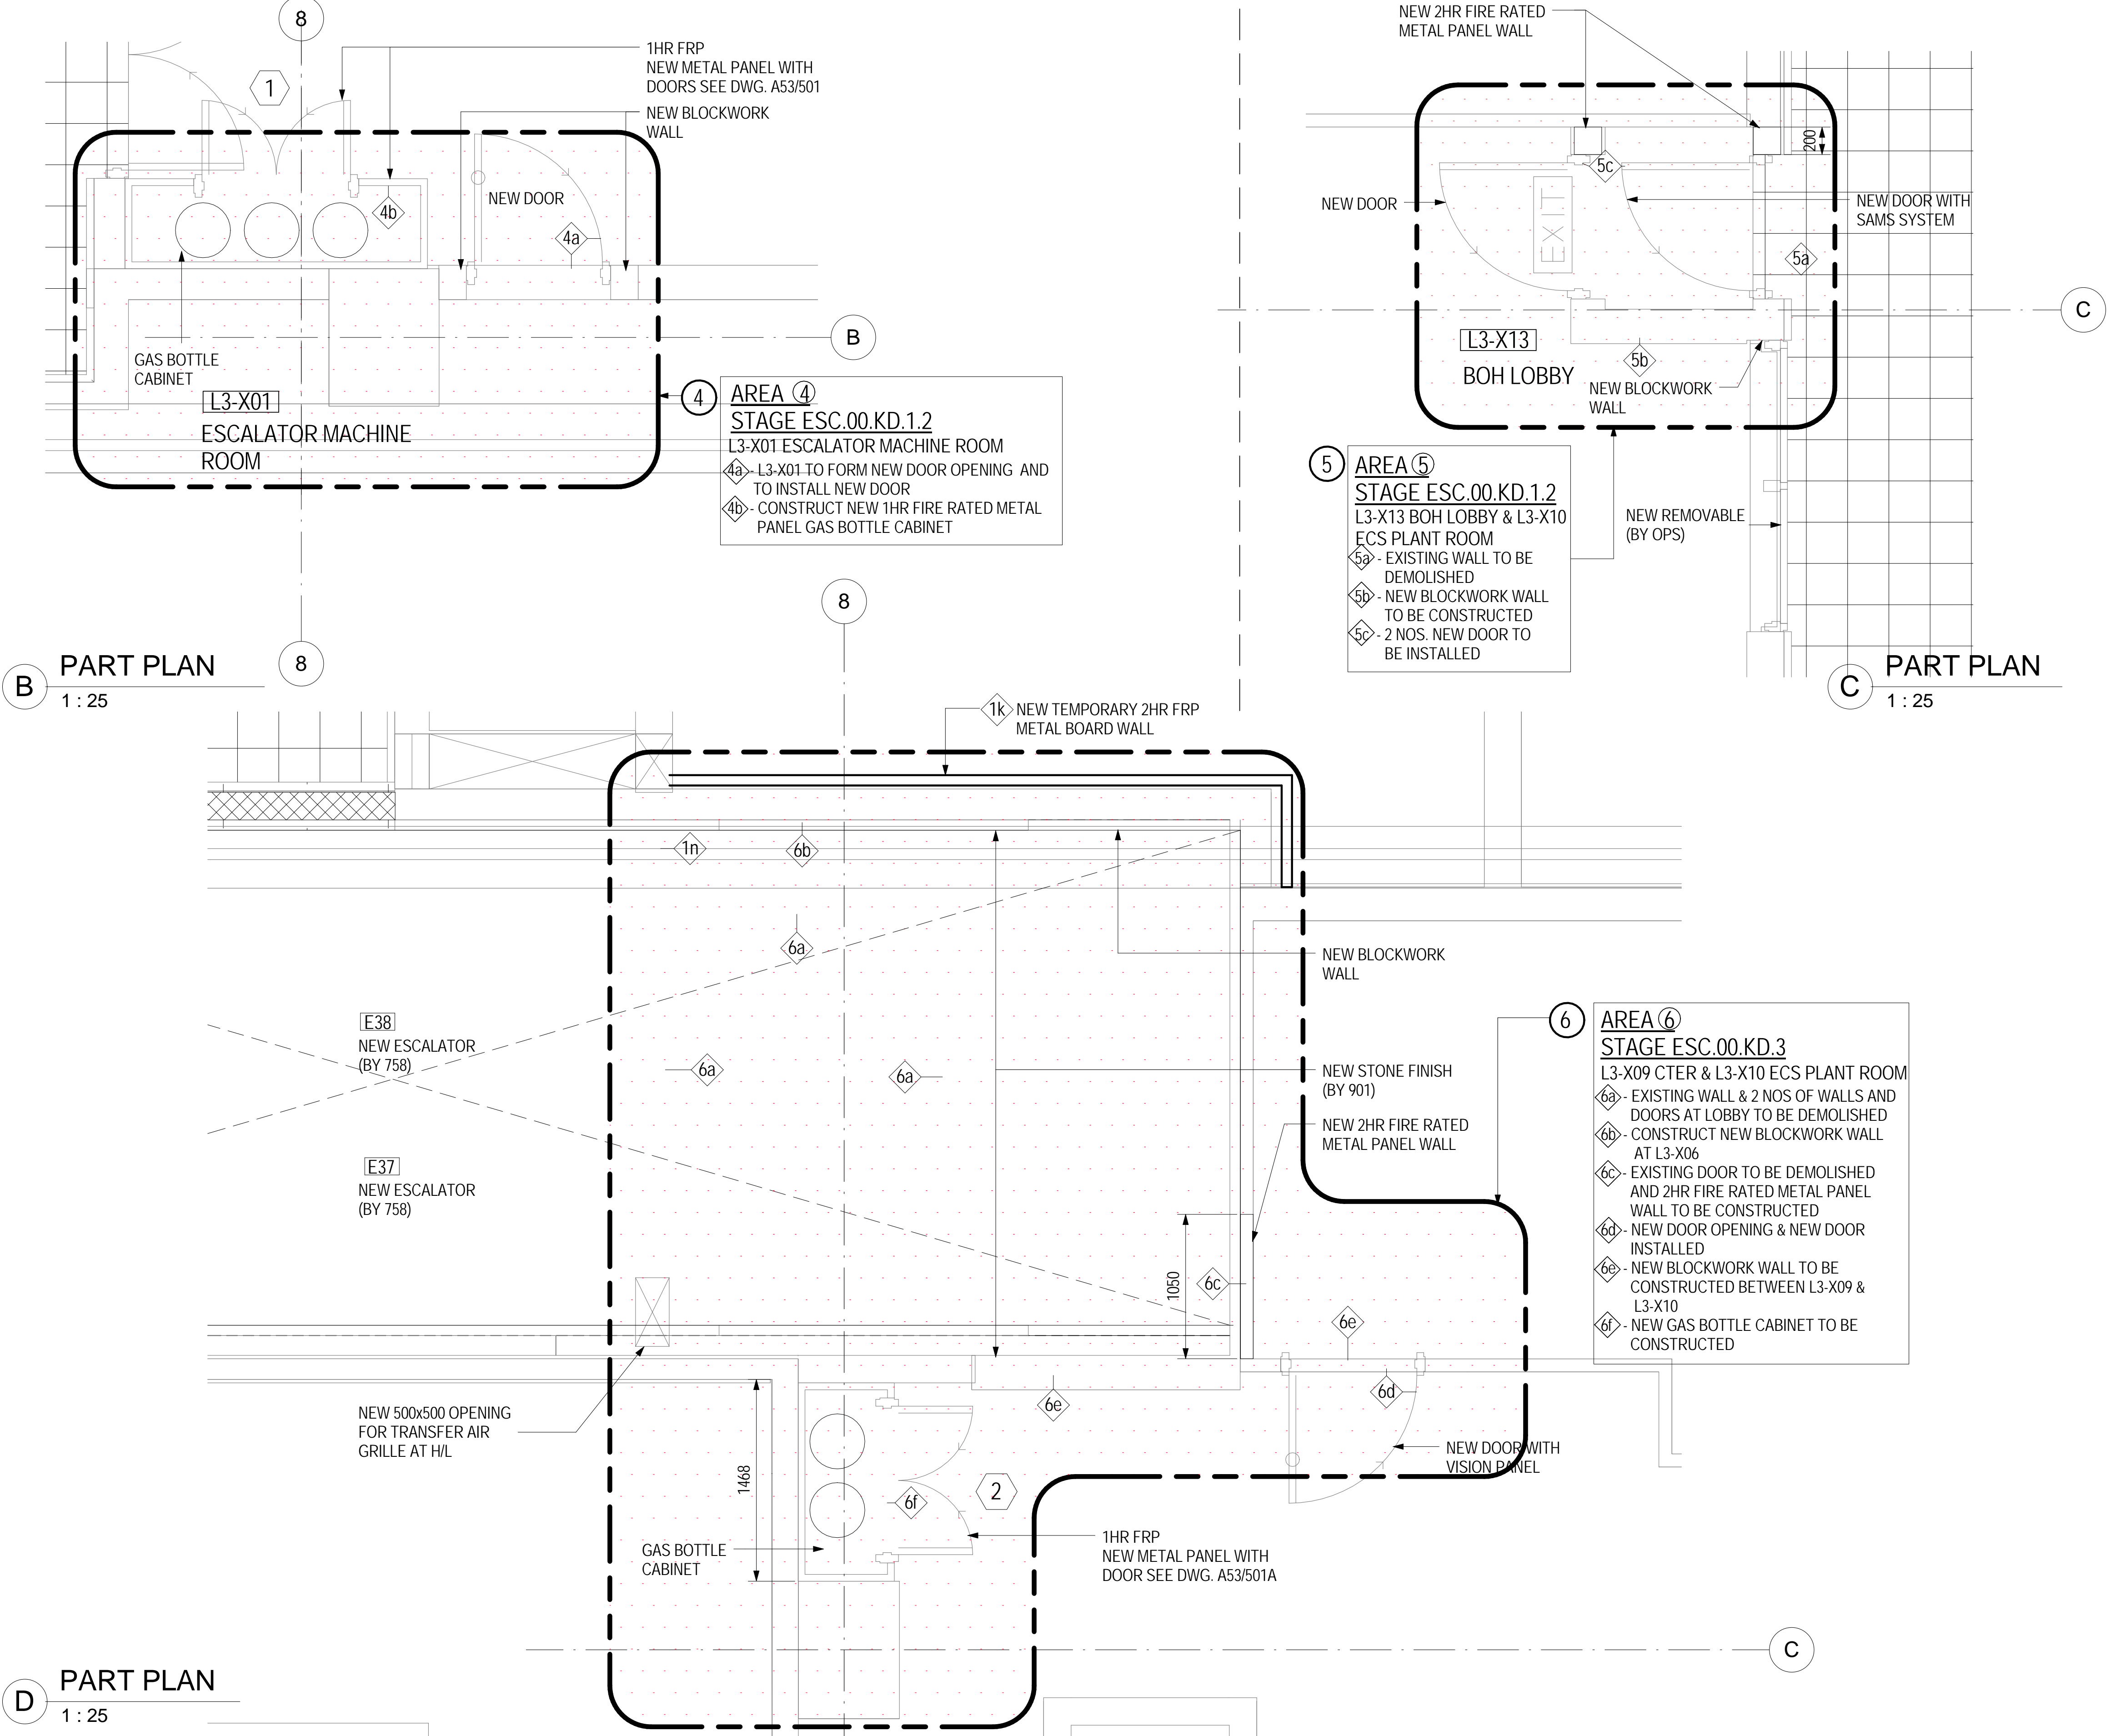 8
1
1HR FRP
NEW METAL PANEL WITH
DOORS SEE DWG. A53/501
NEW BLOCKWORK
WALL
NEW DOOR
4b
4a
GAS BOTTLE
CABINET
B
L3-X01
ESCALATOR MACHINE
ROOM
4
AREA 4
STAGE ESC.00.KD.1.2
L3-X01 ESCALATOR MACHINE ROOM
4a - L3-X01 TO FORM NEW DOOR OPENING AND
TO INSTALL NEW DOOR
4b - CONSTRUCT NEW 1HR FIRE RATED METAL
PANEL GAS BOTTLE CABINET
8
B
PART PLAN
1 : 25
NEW 2HR FIRE RATED
METAL PANEL WALL
200
5c
NEW DOOR
EXIT
NEW DOOR WITH
SAMS SYSTEM
5a
C
L3-X13
BOH LOBBY
5b
NEW BLOCKWORK
WALL
5
AREA 5
STAGE ESC.00.KD.1.2
L3-X13 BOH LOBBY & L3-X10
ECS PLANT ROOM
5a - EXISTING WALL TO BE
DEMOLISHED
5b - NEW BLOCKWORK WALL
TO BE CONSTRUCTED
5c - 2 NOS. NEW DOOR TO
BE INSTALLED
NEW REMOVABLE
(BY OPS)
C
PART PLAN
1 : 25
8
1k
NEW TEMPORARY 2HR FRP
METAL BOARD WALL
1n
6b
6a
NEW BLOCKWORK
WALL
E38
NEW ESCALATOR
(BY 758)
6a
6a
NEW STONE FINISH
(BY 901)
NEW 2HR FIRE RATED
METAL PANEL WALL
E37
NEW ESCALATOR
(BY 758)
6
AREA 6
STAGE ESC.00.KD.3
L3-X09 CTER & L3-X10 ECS PLANT ROOM
6a - EXISTING WALL & 2 NOS OF WALLS AND
DOORS AT LOBBY TO BE DEMOLISHED
6b - CONSTRUCT NEW BLOCKWORK WALL
AT L3-X06
6c - EXISTING DOOR TO BE DEMOLISHED
AND 2HR FIRE RATED METAL PANEL
WALL TO BE CONSTRUCTED
6d - NEW DOOR OPENING & NEW DOOR
INSTALLED
6e - NEW BLOCKWORK WALL TO BE
CONSTRUCTED BETWEEN L3-X09 &
L3-X10
6f - NEW GAS BOTTLE CABINET TO BE
CONSTRUCTED
1050
6c
6e
6d
6e
NEW 500x500 OPENING
FOR TRANSFER AIR
GRILLE AT H/L
NEW DOOR WITH
VISION PANEL
1468
6f
2
GAS BOTTLE
CABINET
1HR FRP
NEW METAL PANEL WITH
DOOR SEE DWG. A53/501A
C
D
PART PLAN
1 : 25